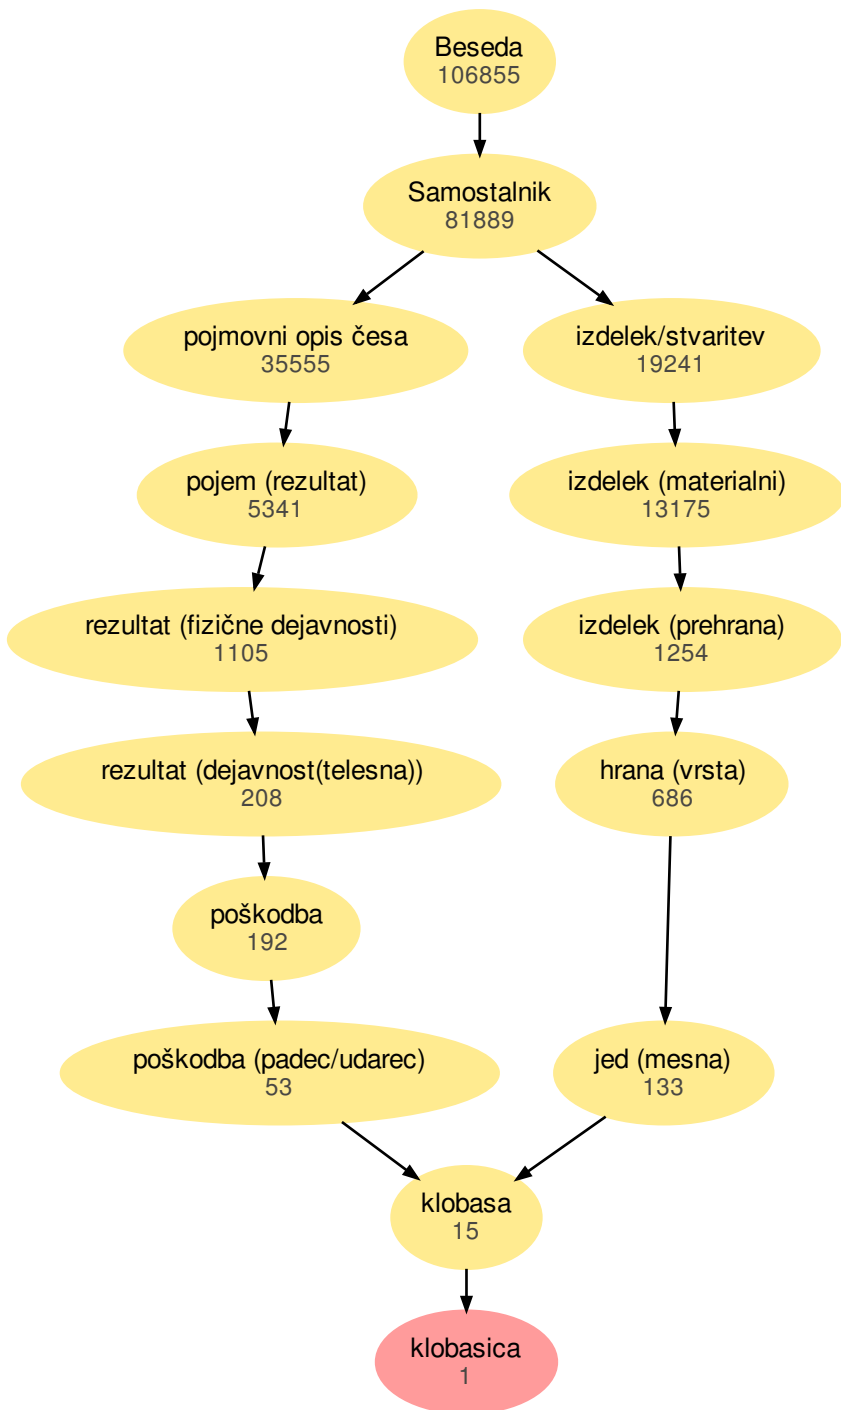 Beseda
106855
Samostalnik
81889
pojmovni opis česa
35555
izdelek/stvaritev
19241
pojem (rezultat)
5341
izdelek (materialni)
13175
rezultat (fizične dejavnosti)
1105
izdelek (prehrana)
1254
rezultat (dejavnost(telesna))
208
hrana (vrsta)
686
poškodba
192
poškodba (padec/udarec)
53
jed (mesna)
133
klobasa
15
klobasica
1